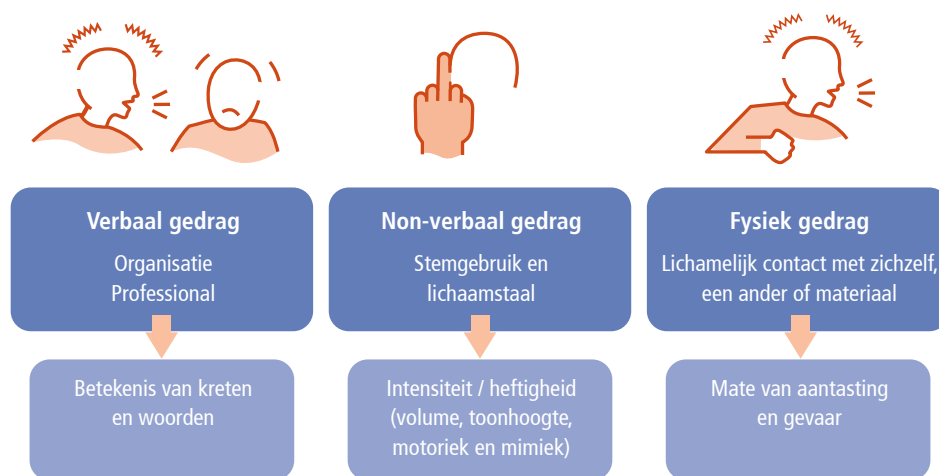 Verbaal gedrag
Organisatie
Professional
Betekenis van kreten
en woorden
Non-verbaal gedrag
Stemgebruik en
lichaamstaal
Intensiteit / heftigheid
(volume, toonhoogte,
motoriek en mimiek)
Fysiek gedrag
Lichamelijk contact met zichzelf,
een ander of materiaal
Mate van aantasting
en gevaar